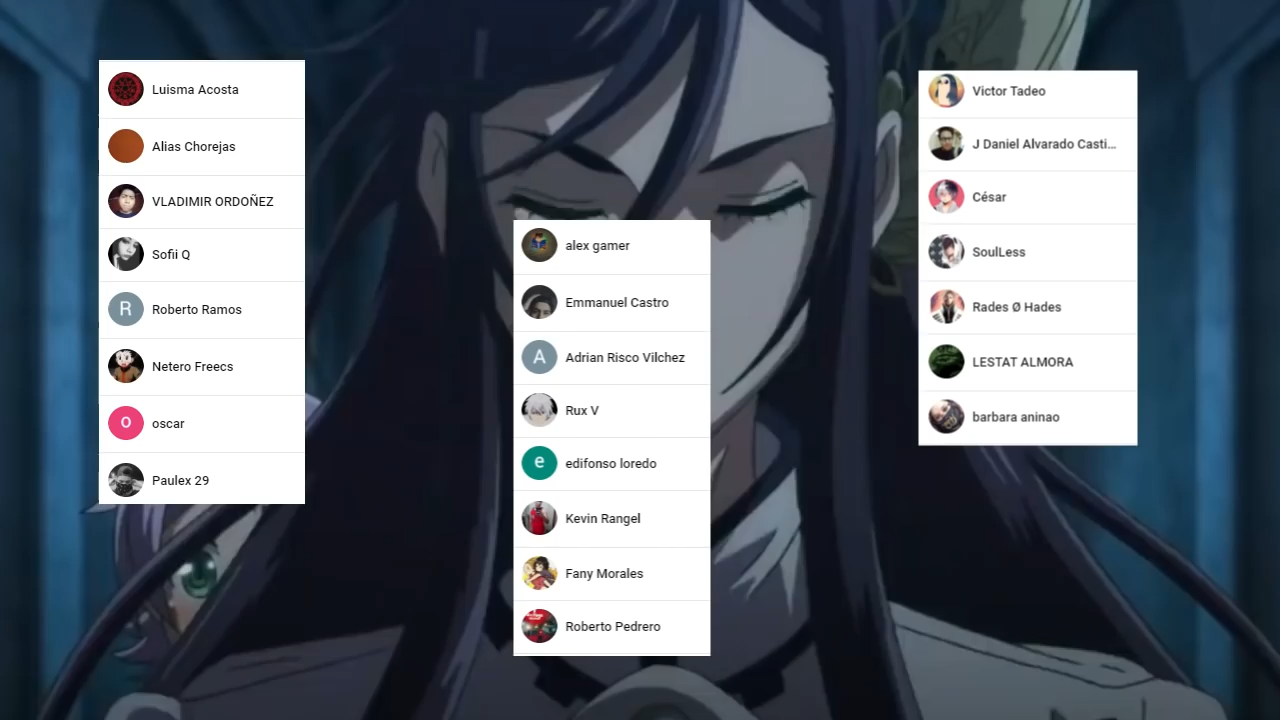 Luisma Acosta
Alias Chorejas
VLADIMIR ORDOÑEZ
Sofii Q
R
Roberto Ramos
Netero Freecs
o
oscar
Paulex 29
alex gamer
Emmanuel Castro
A
Adrian Risco Vilchez
Rux V
e
edifonso loredo
Kevin Rangel
Fany Morales
Roberto Pedrero
Victor Tadeo
J Daniel Alvarado Casti...
César
SoulLess
Rades Ø Hades
LESTAT ALMORA
barbara aninao